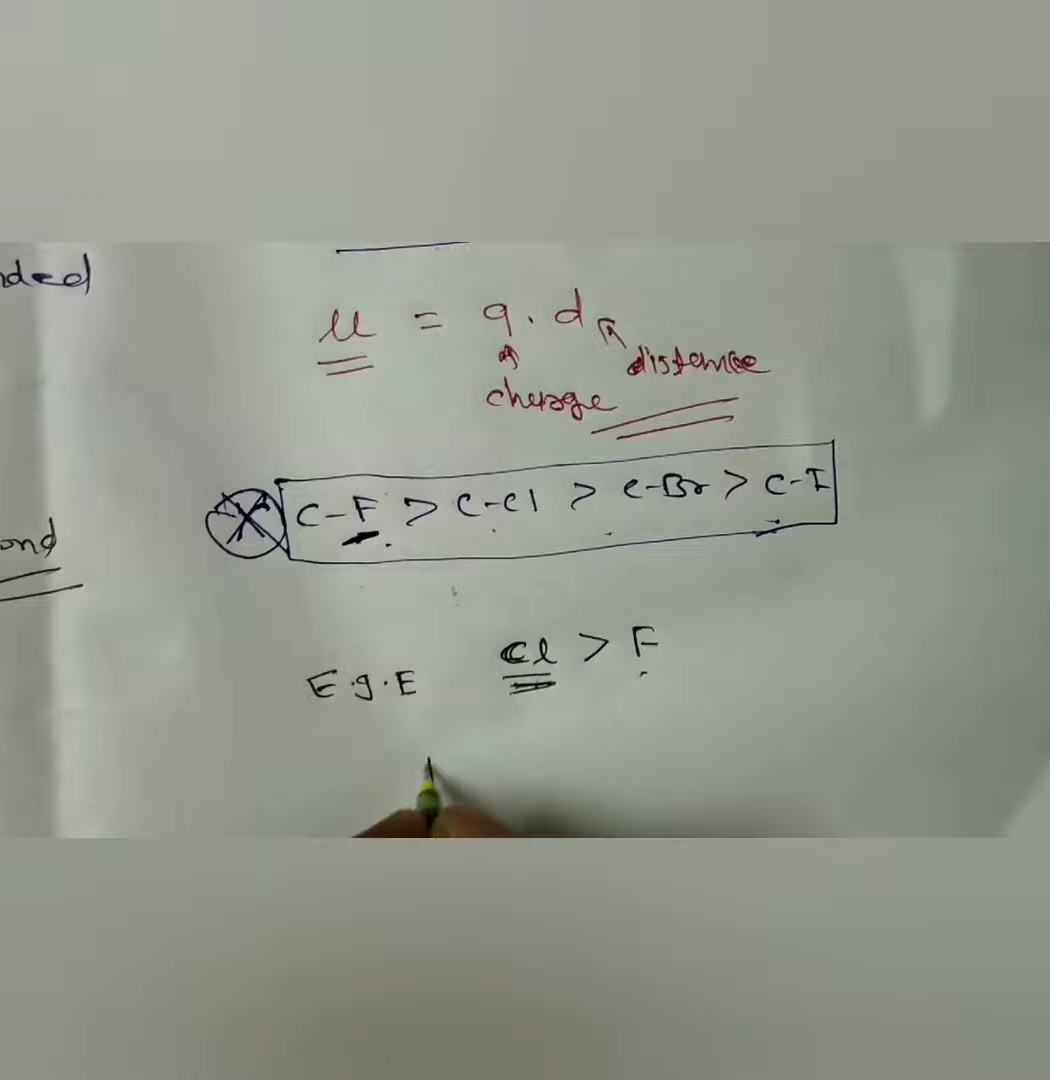 nded
μ = q. d
distance
charge
C-F > C-Cl > C-Br > C-I
ond
Cl > F
E.g.E